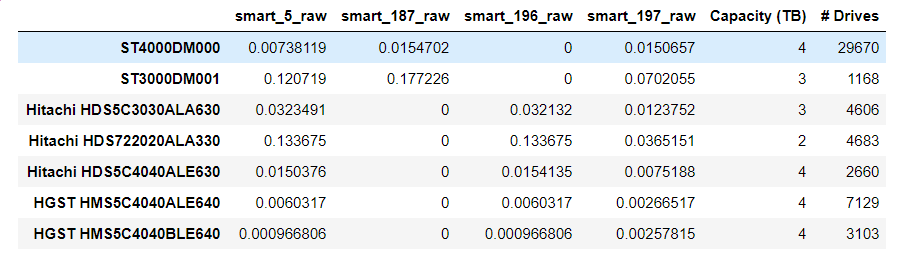 smart_5_raw smart_187_raw smart_196_raw smart_197_raw Capacity (TB) # Drives
ST4000DM000 0.00738119 0.0154702 0 0.0150657 4 29670
ST3000DM001 0.120719 0.177226 0 0.0702055 3 1168
Hitachi HDS5C3030ALA630 0.0323491 0 0.032132 0.0123752 3 4606
Hitachi HDS722020ALA330 0.133675 0 0.133675 0.0365151 2 4683
Hitachi HDS5C4040ALE630 0.0150376 0 0.0154135 0.0075188 4 2660
HGST HMS5C4040ALE640 0.0060317 0 0.0060317 0.00266517 4 7129
HGST HMS5C4040BLE640 0.000966806 0 0.000966806 0.00257815 4 3103